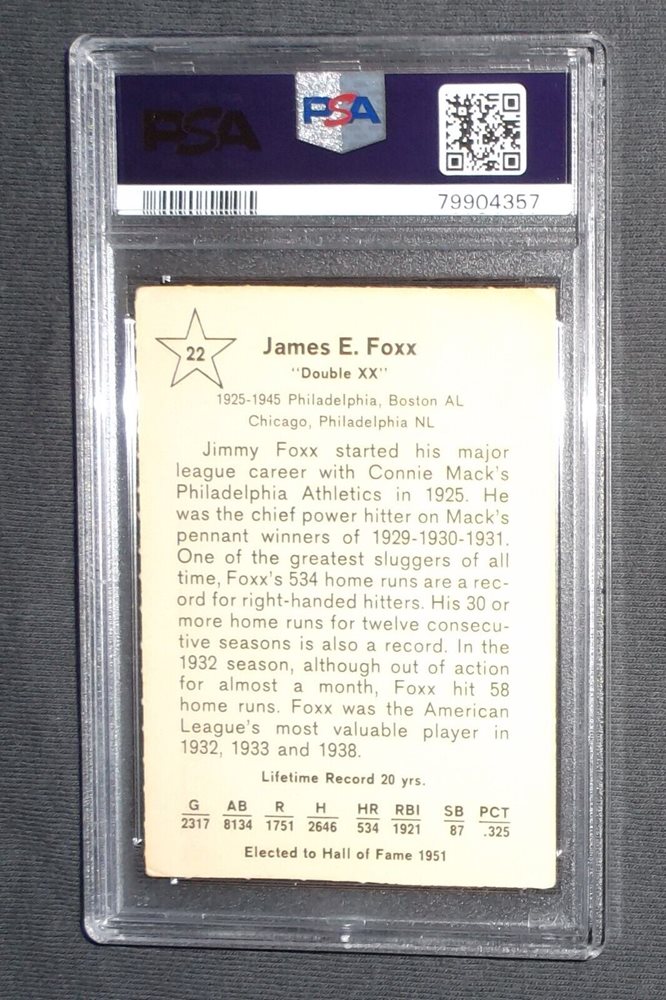 PSA
PSA
79904357
22
James E. Foxx
"Double XX"
1925-1945 Philadelphia, Boston AL
Chicago, Philadelphia NL
Jimmy Foxx started his major
league career with Connie Mack's
Philadelphia Athletics in 1925. He
was the chief power hitter on Mack's
pennant winners of 1929-1930-1931.
One of the greatest sluggers of all
time, Foxx's 534 home runs are a rec-
ord for right-handed hitters. His 30 or
more home runs for twelve consecu-
tive seasons is also a record. In the
1932 season, although out of action
for almost a month, Foxx hit 58
home runs. Foxx was the American
League's most valuable player in
1932, 1933 and 1938.
Lifetime Record 20 yrs.
G AB R H HR RBI SB PCT
2317 8134 1751 2646 534 1921 87 .325
Elected to Hall of Fame 1951